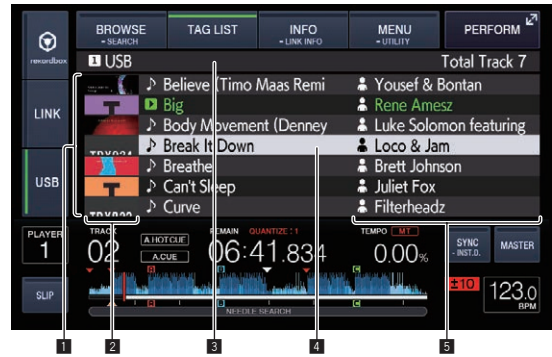 BROWSE
- SEARCH
TAG LIST
INFO
- LINK INFO
MENU
- UTILITY
PERFORM
rekordbox
1 USB
Total Track 7
LINK
USB
Believe (Timo Maas Remi
Yousef & Bontan
T
Big
Rene Amesz
Body Movement (Denney
Luke Solomon featuring
Break It Down
Loco & Jam
Breathe
Brett Johnson
T
Can't Sleep
Juliet Fox
Curve
Filterheadz
PLAYER
1
TRACK
02
A.HOTCUE
A.CUE
REMAIN
QUANTIZE : 1
06:41.834
TEMPO
MT
0.00%
SYNC
- INST.D.
MASTER
SLIP
NEEDLE SEARCH
±10
123.0
BPM
1
2
3
4
5